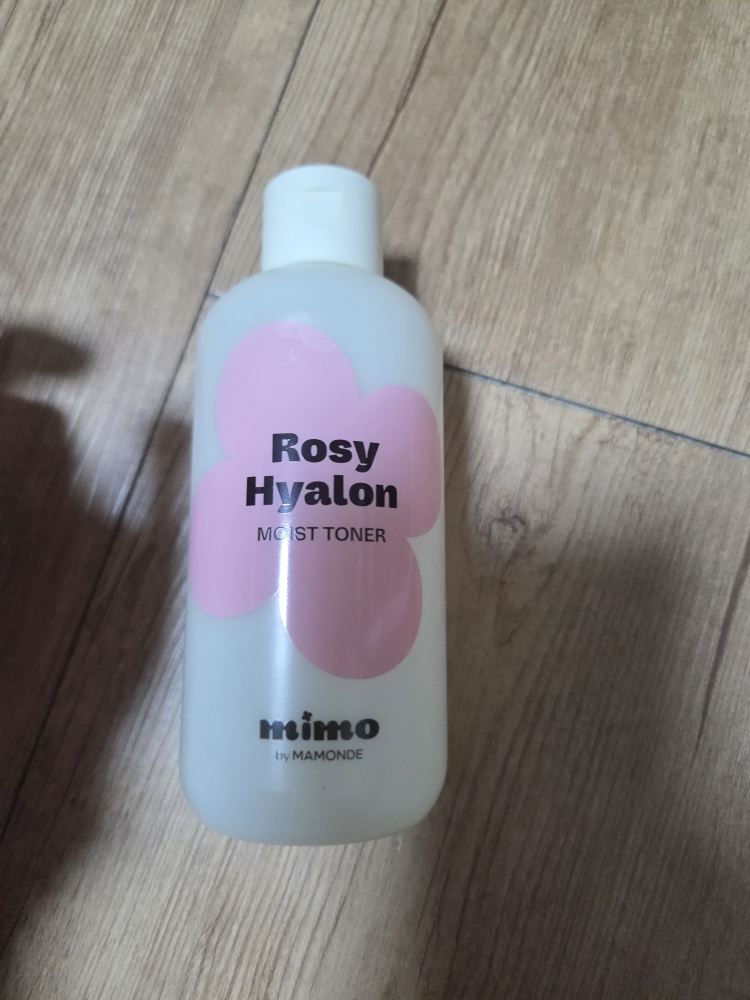 Rosy
Hyalon
MOIST TONER
mimo
by MAMONDE